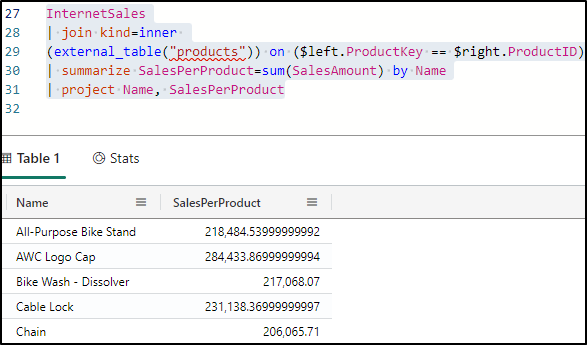 27 InternetSales
28 | join kind=inner
29 (external_table("products")) on ($left.ProductKey == $right.ProductID)
30 | summarize SalesPerProduct=sum(SalesAmount) by Name
31 | project Name, SalesPerProduct
32
Table 1 Stats
Name SalesPerProduct
All-Purpose Bike Stand 218,484.53999999992
AWC Logo Cap 284,433.86999999994
Bike Wash - Dissolver 217,068.07
Cable Lock 231,138.36999999997
Chain 206,065.71